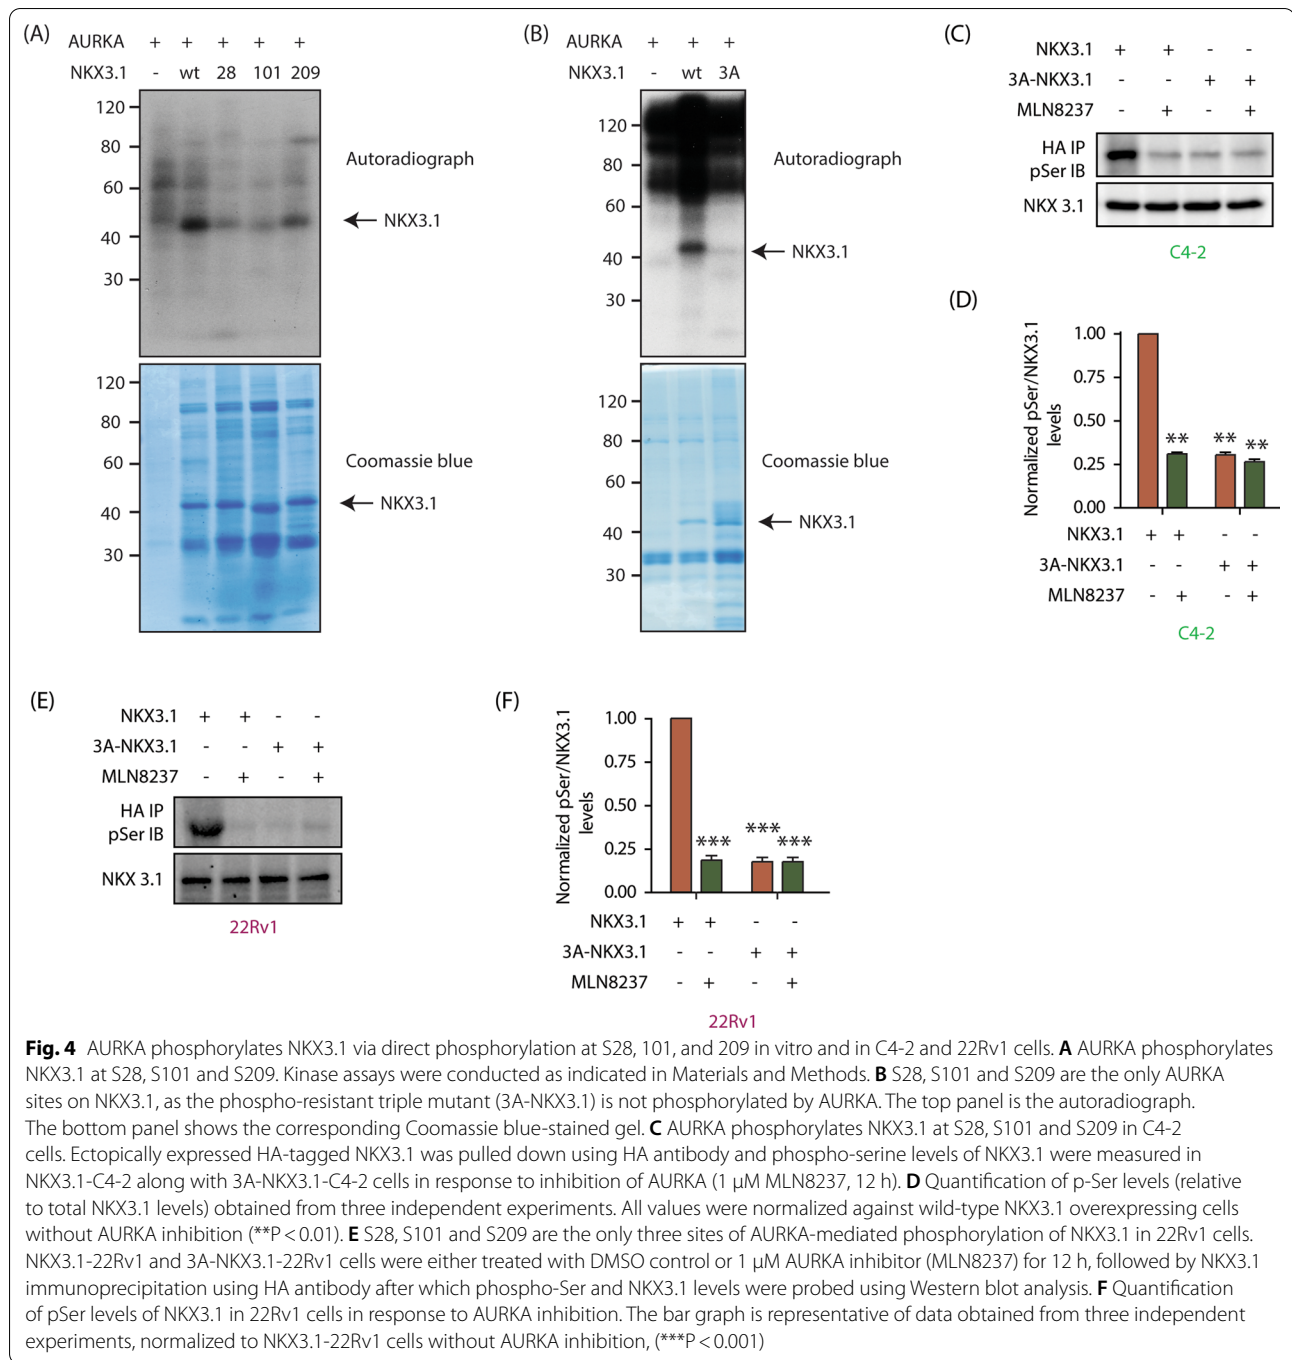 (A)
AURKA + + + + +
NKX3.1 - wt 28 101 209
120
80
60
40
30
Autoradiograph
NKX3.1
120
80
60
40
30
Coomassie blue
NKX3.1
(B)
AURKA + + +
NKX3.1 - wt 3A
120
80
60
40
30
Autoradiograph
NKX3.1
120
80
60
40
30
Coomassie blue
NKX3.1
(C)
NKX3.1 + + - -
3A-NKX3.1 - - + +
MLN8237 - + - +
HA IP
pSer IB
NKX 3.1
C4-2
(D)
Normalized pSer/NKX3.1
levels
1.00
0.75
0.50
0.25
0.00
** ** **
NKX3.1 + + - -
3A-NKX3.1 - - + +
MLN8237 - + - +
C4-2
(E)
NKX3.1 + + - -
3A-NKX3.1 - - + +
MLN8237 - + - +
HA IP
pSer IB
NKX 3.1
22Rv1
(F)
Normalized pSer/NKX3.1
levels
1.00
0.75
0.50
0.25
0.00
*** *** ***
NKX3.1 + + - -
3A-NKX3.1 - - + +
MLN8237 - + - +
22Rv1
Fig. 4 AURKA phosphorylates NKX3.1 via direct phosphorylation at S28, 101, and 209 in vitro and in C4-2 and 22Rv1 cells. A AURKA phosphorylates
NKX3.1 at S28, S101 and S209. Kinase assays were conducted as indicated in Materials and Methods. B S28, S101 and S209 are the only AURKA
sites on NKX3.1, as the phospho-resistant triple mutant (3A-NKX3.1) is not phosphorylated by AURKA. The top panel is the autoradiograph.
The bottom panel shows the corresponding Coomassie blue-stained gel. C AURKA phosphorylates NKX3.1 at S28, S101 and S209 in C4-2
cells. Ectopically expressed HA-tagged NKX3.1 was pulled down using HA antibody and phospho-serine levels of NKX3.1 were measured in
NKX3.1-C4-2 along with 3A-NKX3.1-C4-2 cells in response to inhibition of AURKA (1 µM MLN8237, 12 h). D Quantification of p-Ser levels (relative
to total NKX3.1 levels) obtained from three independent experiments. All values were normalized against wild-type NKX3.1 overexpressing cells
without AURKA inhibition (**P < 0.01). E S28, S101 and S209 are the only three sites of AURKA-mediated phosphorylation of NKX3.1 in 22Rv1 cells.
NKX3.1-22Rv1 and 3A-NKX3.1-22Rv1 cells were either treated with DMSO control or 1 µM AURKA inhibitor (MLN8237) for 12 h, followed by NKX3.1
immunoprecipitation using HA antibody after which phospho-Ser and NKX3.1 levels were probed using Western blot analysis. F Quantification
of pSer levels of NKX3.1 in 22Rv1 cells in response to AURKA inhibition. The bar graph is representative of data obtained from three independent
experiments, normalized to NKX3.1-22Rv1 cells without AURKA inhibition, (***P < 0.001)